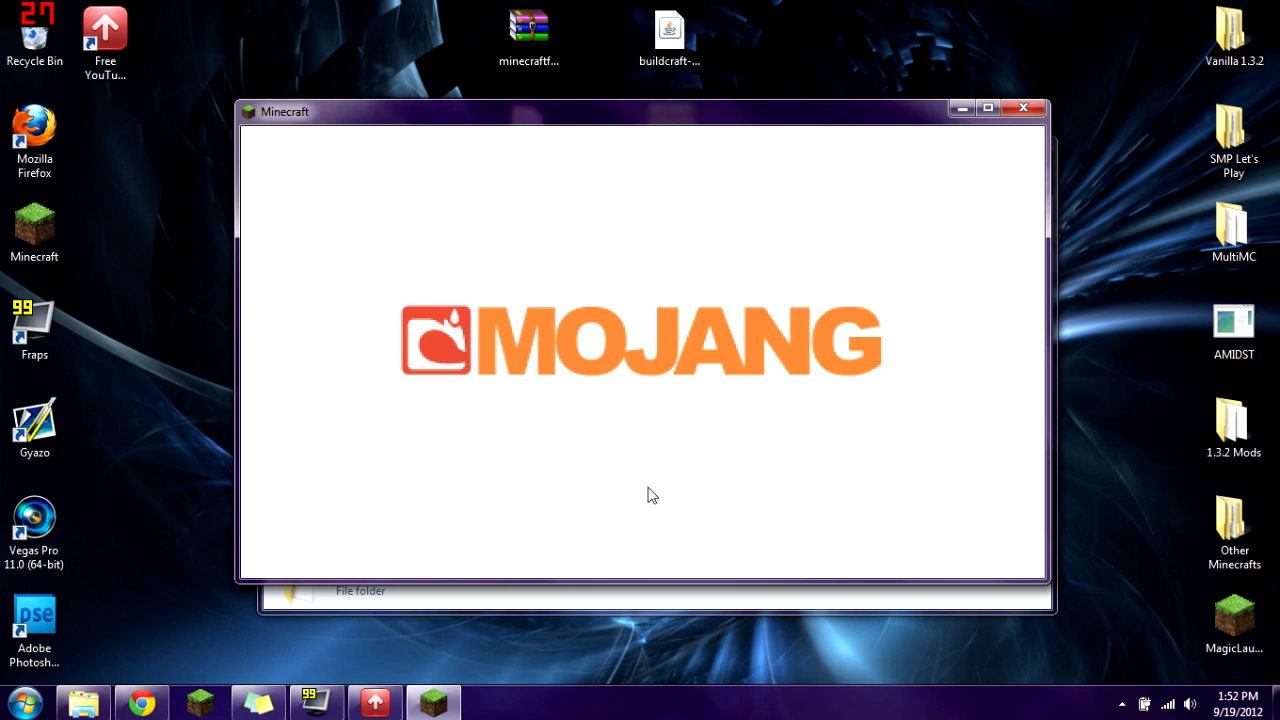 27
Recycle Bin
Free
YouTu...
minecraftf...
buildcraft-...
Vanilla 1.3.2
Mozilla
Firefox
SMP Let's
Play
Minecraft
MultiMC
99
Fraps
AMIDST
Gyazo
1.3.2 Mods
Vegas Pro
11.0 (64-bit)
Other
Minecrafts
pse
Adobe
Photosh...
MagicLau...
Minecraft
MOJANG
File folder
99
1:52 PM
9/19/2012